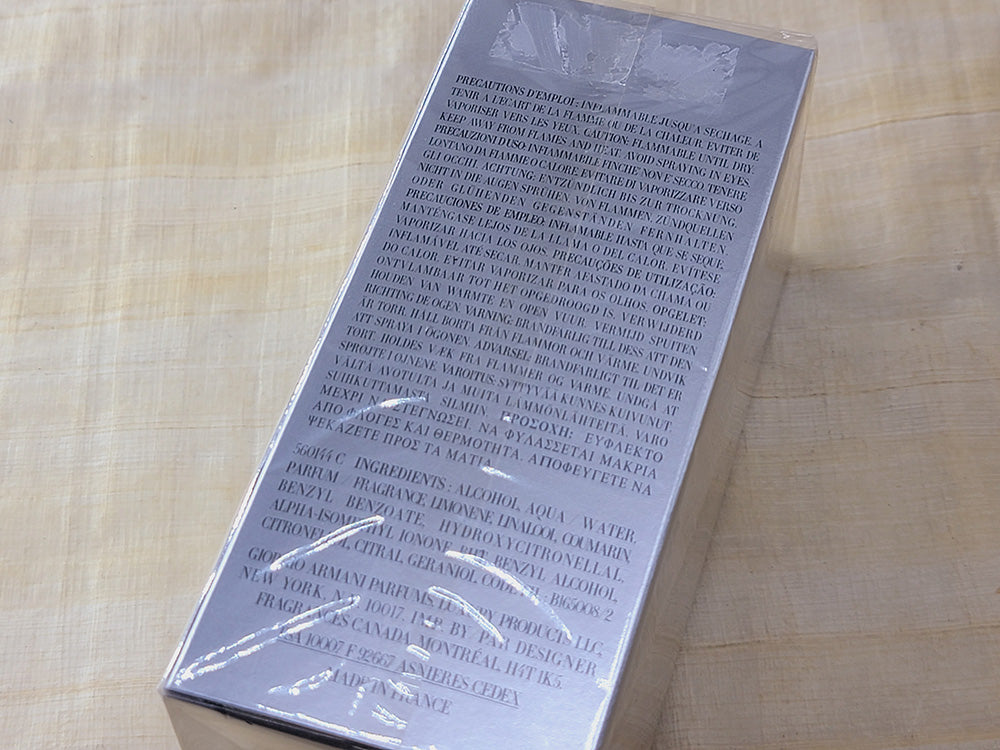 PRECAUTIONS D'EMPLOI : INFLAMMABLE JUSQU'A SECHAGE. A
TENIR A L'ECART DE LA FLAMME OU DE LA CHALEUR. EVITER DE
VAPORISER VERS LES YEUX. CAUTION: FLAMMABLE UNTIL DRY.
KEEP AWAY FROM FLAMES AND HEAT. AVOID SPRAYING IN EYES.
PRECAUZIONI D'USO: INFIAMMABILE FINCHE' NON E' SECCO. TENERE
LONTANO DI FIAMME O CALORE. EVITARE DI VAPORIZZARE VERSO
GLI OCCHI. ACHTUNG: ENTZÜNDLICH BIS ZUR TROCKNUNG.
NICHT IN DIE AUGEN SPRÜHEN. VON FLAMMEN, ZÜNDQUELLEN
ODER GLÜHENDEN GEGENSTÄNDEN FERNHALTEN.
PRECAUCIONES DE EMPLEO: INFLAMABLE HASTA QUE SE SEQUE.
MANTÉNGASE LEJOS DE LA LLAMA O DEL CALOR. EVÍTESE
VAPORIZAR HACIA LOS OJOS. PRECAUÇÕES DE UTILIZAÇÃO:
INFLAMÁVEL ATÉ SECAR. MANTER AFASTADO DA CHAMA OU
DO CALOR. EVITAR VAPORIZAR PARA OS OLHOS. OPGELET:
ONTVLAMBAAR TOT HET OPGEDROOGD IS. VERWIJDERD
HOUDEN VAN WARMTE EN OPEN VUUR. VERMIJD SPUITEN
RICHTING DE OGEN. VARNING: BRANDFARLIG TILL DESS ATT DEN
ÄR TORR. HÅLL BORTA FRÅN FLAMMOR OCH VÄRME. UNDVIK
ATT SPRAYA I ÖGONEN. ADVARSEL: BRANDFARLIGT TIL DET ER
TORT. HOLDES VÆK FRA FLAMMER OG VARME. UNDGÅ AT
SPRØJTE I ØJNENE. VAROITUS: SYTTYVÄÄ KUNNES KUIVUNUT.
VÄLTÄ AVOTULTA JA MUITA LÄMMÖNLÄHTEITÄ. VARO
SUIHKUTTAMASTA SILMIIN. ΠΡΟΣΟΧΗ: ΕΥΦΛΕΚΤΟ
ΜΕΧΡΙ ΝΑ ΣΤΕΓΝΩΣΕΙ. ΝΑ ΦΥΛΑΣΣΕΤΑΙ ΜΑΚΡΙΑ
ΑΠΟ ΦΛΟΓΕΣ ΚΑΙ ΘΕΡΜΟΤΗΤΑ. ΑΠΟΦΕΥΓΕΤΕ ΝΑ
ΨΕΚΑΖΕΤΕ ΠΡΟΣ ΤΑ ΜΑΤΙΑ.
560144 C INGREDIENTS : ALCOHOL, AQUA / WATER,
PARFUM / FRAGRANCE, LIMONENE, LINALOOL, COUMARIN,
BENZYL BENZOATE, HYDROXYCITRONELLAL,
ALPHA-ISOMETHYL IONONE, BHT, BENZYL ALCOHOL,
CITRONELLOL, CITRAL, GERANIOL. CODE F.I.L. : B165008/2
GIORGIO ARMANI PARFUMS, LUXURY PRODUCTS LLC,
NEW YORK, N.Y. 10017. IMP. BY PAR DESIGNER
FRAGRANCES CANADA MONTRÉAL H4T 1K5.
10007 F 92667 ASNIERES CEDEX
MADE IN FRANCE